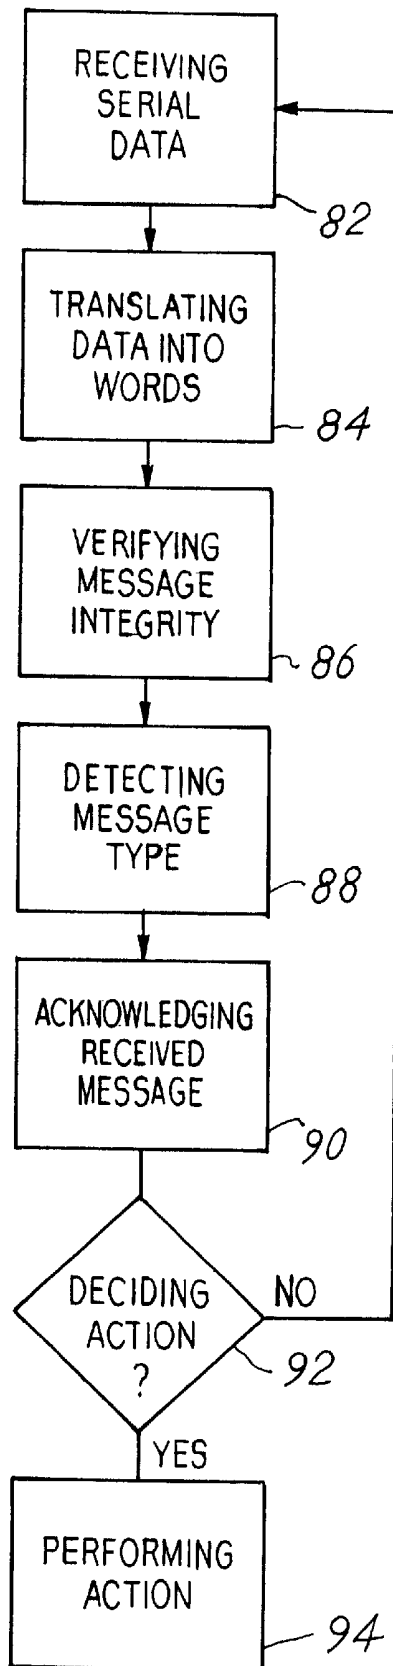 RECEIVING
SERIAL
DATA
82
TRANSLATING
DATA INTO
WORDS
84
VERIFYING
MESSAGE
INTEGRITY
86
DETECTING
MESSAGE
TYPE
88
ACKNOWLEDGING
RECEIVED
MESSAGE
90
DECIDING
ACTION
?
NO
92
YES
PERFORMING
ACTION
94